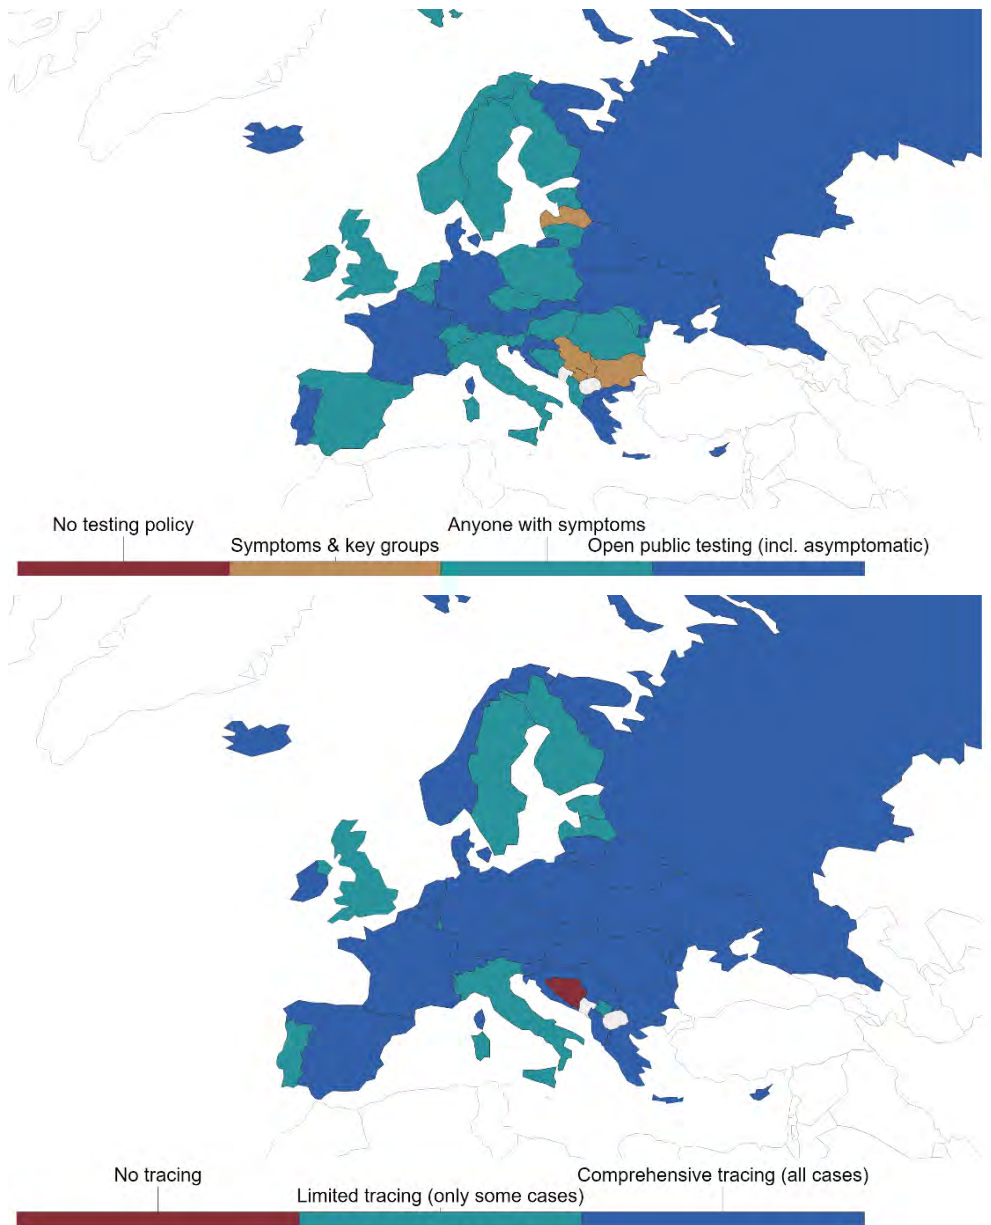 No testing policy
Anyone with symptoms
Symptoms & key groups
Open public testing (incl. asymptomatic)
No tracing
Comprehensive tracing (all cases)
Limited tracing (only some cases)